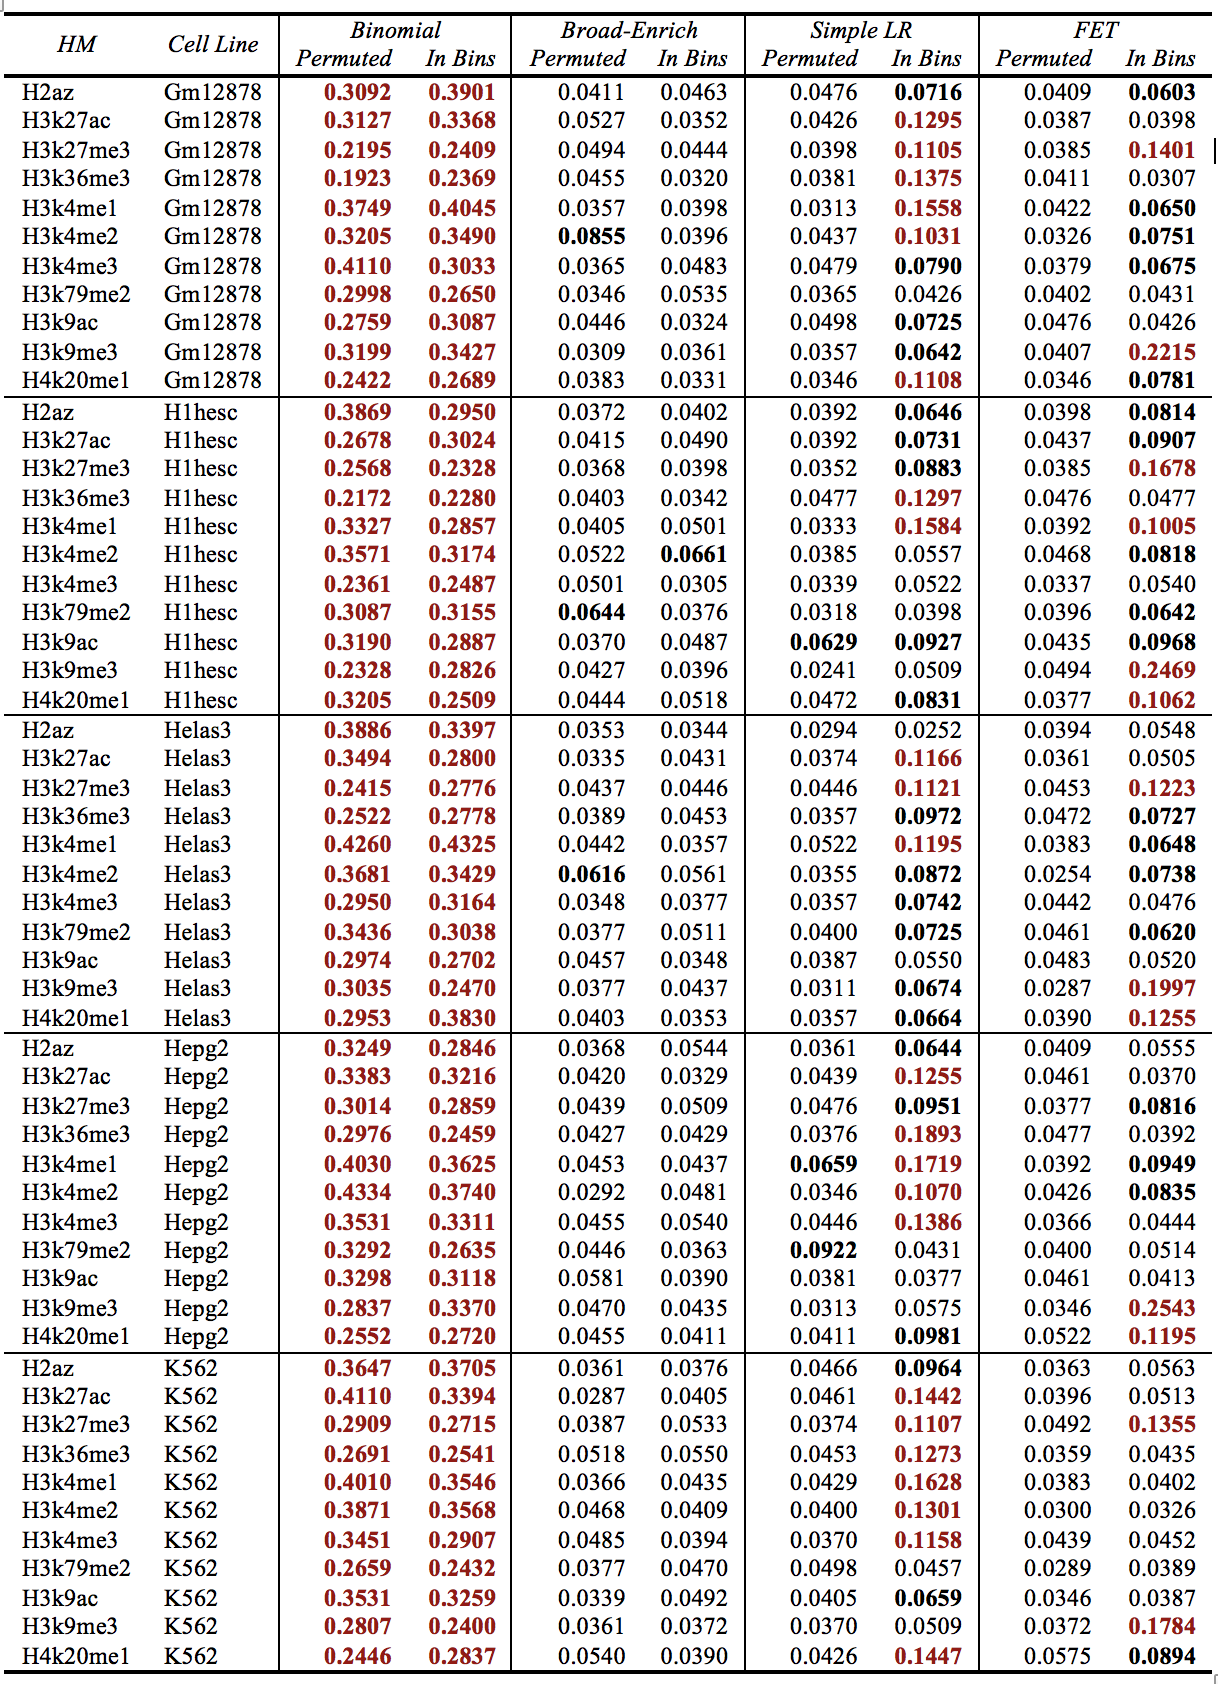 HM Cell Line Binomial Broad-Enrich Simple LR FET
Permuted In Bins Permuted In Bins Permuted In Bins Permuted In Bins
H2az Gm12878 0.3092 0.3901 0.0411 0.0463 0.0476 0.0716 0.0409 0.0603
H3k27ac Gm12878 0.3127 0.3368 0.0527 0.0352 0.0426 0.1295 0.0387 0.0398
H3k27me3 Gm12878 0.2195 0.2409 0.0494 0.0444 0.0398 0.1105 0.0385 0.1401
H3k36me3 Gm12878 0.1923 0.2369 0.0455 0.0320 0.0381 0.1375 0.0411 0.0307
H3k4me1 Gm12878 0.3749 0.4045 0.0357 0.0398 0.0313 0.1558 0.0422 0.0650
H3k4me2 Gm12878 0.3205 0.3490 0.0855 0.0396 0.0437 0.1031 0.0326 0.0751
H3k4me3 Gm12878 0.4110 0.3033 0.0365 0.0483 0.0479 0.0790 0.0379 0.0675
H3k79me2 Gm12878 0.2998 0.2650 0.0346 0.0535 0.0365 0.0426 0.0402 0.0431
H3k9ac Gm12878 0.2759 0.3087 0.0446 0.0324 0.0498 0.0725 0.0476 0.0426
H3k9me3 Gm12878 0.3199 0.3427 0.0309 0.0361 0.0357 0.0642 0.0407 0.2215
H4k20me1 Gm12878 0.2422 0.2689 0.0383 0.0331 0.0346 0.1108 0.0346 0.0781
H2az H1hesc 0.3869 0.2950 0.0372 0.0402 0.0392 0.0646 0.0398 0.0814
H3k27ac H1hesc 0.2678 0.3024 0.0415 0.0490 0.0392 0.0731 0.0437 0.0907
H3k27me3 H1hesc 0.2568 0.2328 0.0368 0.0398 0.0352 0.0883 0.0385 0.1678
H3k36me3 H1hesc 0.2172 0.2280 0.0403 0.0342 0.0477 0.1297 0.0476 0.0477
H3k4me1 H1hesc 0.3327 0.2857 0.0405 0.0501 0.0333 0.1584 0.0392 0.1005
H3k4me2 H1hesc 0.3571 0.3174 0.0522 0.0661 0.0385 0.0557 0.0468 0.0818
H3k4me3 H1hesc 0.2361 0.2487 0.0501 0.0305 0.0339 0.0522 0.0337 0.0540
H3k79me2 H1hesc 0.3087 0.3155 0.0644 0.0376 0.0318 0.0398 0.0396 0.0642
H3k9ac H1hesc 0.3190 0.2887 0.0370 0.0487 0.0629 0.0927 0.0435 0.0968
H3k9me3 H1hesc 0.2328 0.2826 0.0427 0.0396 0.0241 0.0509 0.0494 0.2469
H4k20me1 H1hesc 0.3205 0.2509 0.0444 0.0518 0.0472 0.0831 0.0377 0.1062
H2az Helas3 0.3886 0.3397 0.0353 0.0344 0.0294 0.0252 0.0394 0.0548
H3k27ac Helas3 0.3494 0.2800 0.0335 0.0431 0.0374 0.1166 0.0361 0.0505
H3k27me3 Helas3 0.2415 0.2776 0.0437 0.0446 0.0446 0.1121 0.0453 0.1223
H3k36me3 Helas3 0.2522 0.2778 0.0389 0.0453 0.0357 0.0972 0.0472 0.0727
H3k4me1 Helas3 0.4260 0.4325 0.0442 0.0357 0.0522 0.1195 0.0383 0.0648
H3k4me2 Helas3 0.3681 0.3429 0.0616 0.0561 0.0355 0.0872 0.0254 0.0738
H3k4me3 Helas3 0.2950 0.3164 0.0348 0.0377 0.0357 0.0742 0.0442 0.0476
H3k79me2 Helas3 0.3436 0.3038 0.0377 0.0511 0.0400 0.0725 0.0461 0.0620
H3k9ac Helas3 0.2974 0.2702 0.0457 0.0348 0.0387 0.0550 0.0483 0.0520
H3k9me3 Helas3 0.3035 0.2470 0.0377 0.0437 0.0311 0.0674 0.0287 0.1997
H4k20me1 Helas3 0.2953 0.3830 0.0403 0.0353 0.0357 0.0664 0.0390 0.1255
H2az Hepg2 0.3249 0.2846 0.0368 0.0544 0.0361 0.0644 0.0409 0.0555
H3k27ac Hepg2 0.3383 0.3216 0.0420 0.0329 0.0439 0.1255 0.0461 0.0370
H3k27me3 Hepg2 0.3014 0.2859 0.0439 0.0509 0.0476 0.0951 0.0377 0.0816
H3k36me3 Hepg2 0.2976 0.2459 0.0427 0.0429 0.0376 0.1893 0.0477 0.0392
H3k4me1 Hepg2 0.4030 0.3625 0.0453 0.0437 0.0659 0.1719 0.0392 0.0949
H3k4me2 Hepg2 0.4334 0.3740 0.0292 0.0481 0.0346 0.1070 0.0426 0.0835
H3k4me3 Hepg2 0.3531 0.3311 0.0455 0.0540 0.0446 0.1386 0.0366 0.0444
H3k79me2 Hepg2 0.3292 0.2635 0.0446 0.0363 0.0922 0.0431 0.0400 0.0514
H3k9ac Hepg2 0.3298 0.3118 0.0581 0.0390 0.0381 0.0377 0.0461 0.0413
H3k9me3 Hepg2 0.2837 0.3370 0.0470 0.0435 0.0313 0.0575 0.0346 0.2543
H4k20me1 Hepg2 0.2552 0.2720 0.0455 0.0411 0.0411 0.0981 0.0522 0.1195
H2az K562 0.3647 0.3705 0.0361 0.0376 0.0466 0.0964 0.0363 0.0563
H3k27ac K562 0.4110 0.3394 0.0287 0.0405 0.0461 0.1442 0.0396 0.0513
H3k27me3 K562 0.2909 0.2715 0.0387 0.0533 0.0374 0.1107 0.0492 0.1355
H3k36me3 K562 0.2691 0.2541 0.0518 0.0550 0.0453 0.1273 0.0359 0.0435
H3k4me1 K562 0.4010 0.3546 0.0366 0.0435 0.0429 0.1628 0.0383 0.0402
H3k4me2 K562 0.3871 0.3568 0.0468 0.0409 0.0400 0.1301 0.0300 0.0326
H3k4me3 K562 0.3451 0.2907 0.0485 0.0394 0.0370 0.1158 0.0439 0.0452
H3k79me2 K562 0.2659 0.2432 0.0377 0.0470 0.0498 0.0457 0.0289 0.0389
H3k9ac K562 0.3531 0.3259 0.0339 0.0492 0.0405 0.0659 0.0346 0.0387
H3k9me3 K562 0.2807 0.2400 0.0361 0.0372 0.0370 0.0509 0.0372 0.1784
H4k20me1 K562 0.2446 0.2837 0.0540 0.0390 0.0426 0.1447 0.0575 0.0894